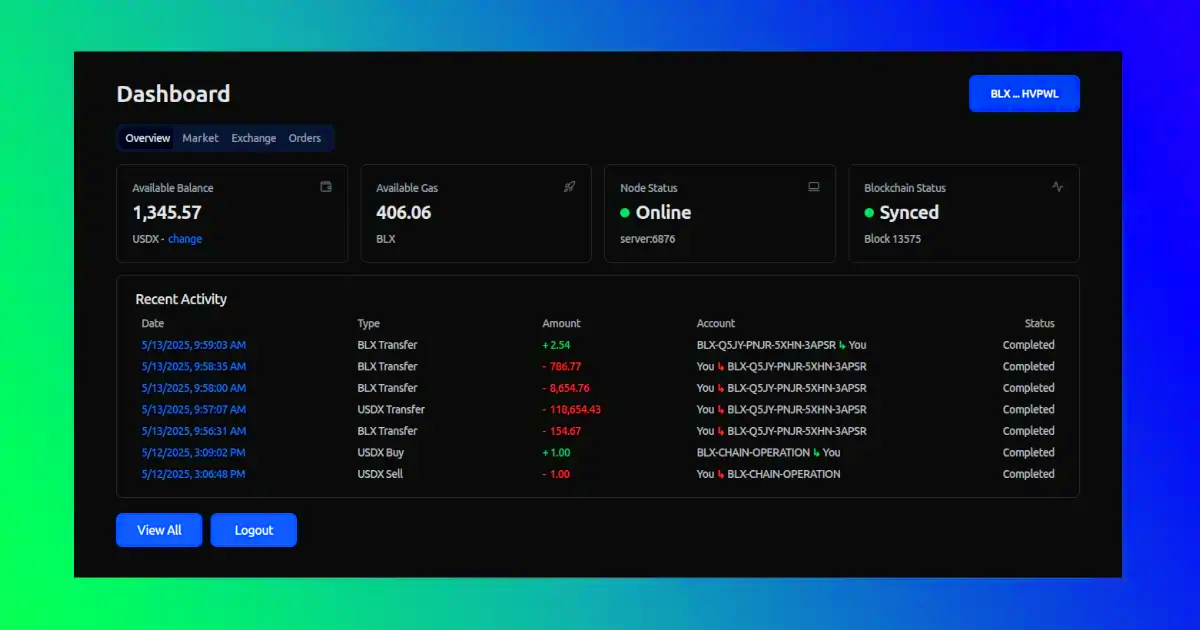 Dashboard
BLX ... HVPWL
Overview Market Exchange Orders
Available Balance
1,345.57
USDX - change
Available Gas
406.06
BLX
Node Status
Online
server:6876
Blockchain Status
Synced
Block 13575
Recent Activity
Date Type Amount Account Status
5/13/2025, 9:59:03 AM BLX Transfer + 2.54 BLX-Q5JY-PNJR-5XHN-3APSR ↳ You Completed
5/13/2025, 9:58:35 AM BLX Transfer - 786.77 You ↳ BLX-Q5JY-PNJR-5XHN-3APSR Completed
5/13/2025, 9:58:00 AM BLX Transfer - 8,654.76 You ↳ BLX-Q5JY-PNJR-5XHN-3APSR Completed
5/13/2025, 9:57:07 AM USDX Transfer - 118,654.43 You ↳ BLX-Q5JY-PNJR-5XHN-3APSR Completed
5/13/2025, 9:56:31 AM BLX Transfer - 154.67 You ↳ BLX-Q5JY-PNJR-5XHN-3APSR Completed
5/12/2025, 3:09:02 PM USDX Buy + 1.00 BLX-CHAIN-OPERATION ↳ You Completed
5/12/2025, 3:06:48 PM USDX Sell - 1.00 You ↳ BLX-CHAIN-OPERATION Completed
View All
Logout